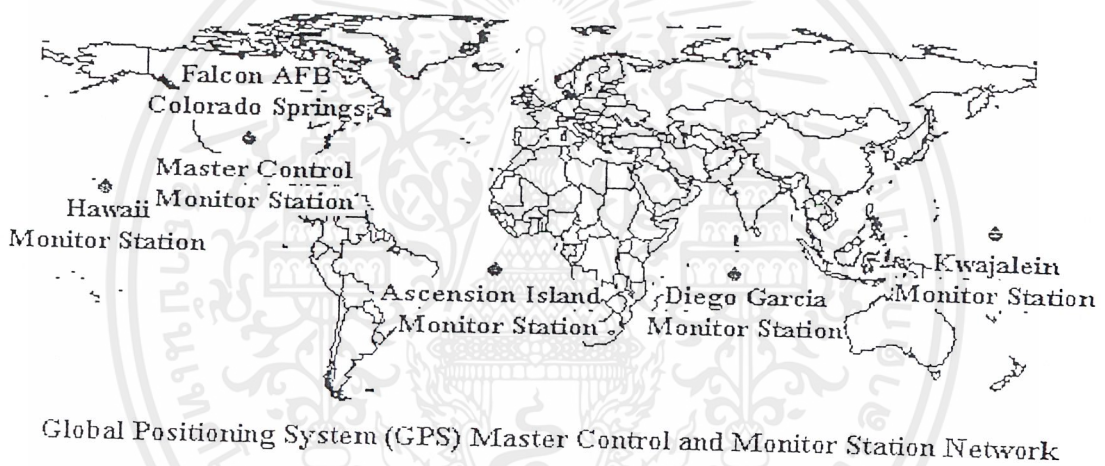 Falcon AFB
Colorado Springs
Master Control
Monitor Station
Hawaii
Monitor Station
Ascension Island
Monitor Station
Diego Garcia
Monitor Station
Kwajalein
Monitor Station
Global Positioning System (GPS) Master Control and Monitor Station Network